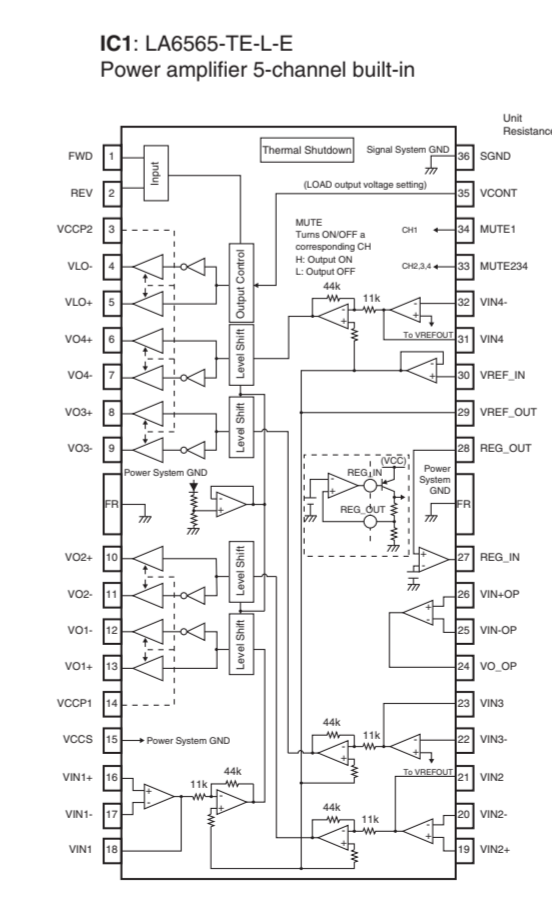 IC1: LA6565-TE-L-E
Power amplifier 5-channel built-in
Unit
Resistance
FWD 1
REV 2
VCCP2 3
VLO- 4
VLO+ 5
VO4+ 6
VO4- 7
VO3+ 8
VO3- 9
Power System GND
FR
VO2+ 10
VO2- 11
VO1- 12
VO1+ 13
VCCP1 14
VCCS 15 Power System GND
VIN1+ 16
VIN1- 17
VIN1 18
Input
Output Control
Level Shift
Level Shift
Level Shift
Level Shift
11k
44k
+
-
-
+
Thermal Shutdown
Signal System GND
(LOAD output voltage setting)
MUTE
Turns ON/OFF a
corresponding CH
H: Output ON
L: Output OFF
CH1
CH2,3,4
44k
11k
To VREFOUT
(VCC)
REG_IN
REG_OUT
Power
System
GND
44k
11k
To VREFOUT
44k
11k
36 SGND
35 VCONT
34 MUTE1
33 MUTE234
32 VIN4-
31 VIN4
30 VREF_IN
29 VREF_OUT
28 REG_OUT
FR
27 REG_IN
26 VIN+OP
25 VIN-OP
24 VO_OP
23 VIN3
22 VIN3-
21 VIN2
20 VIN2-
19 VIN2+